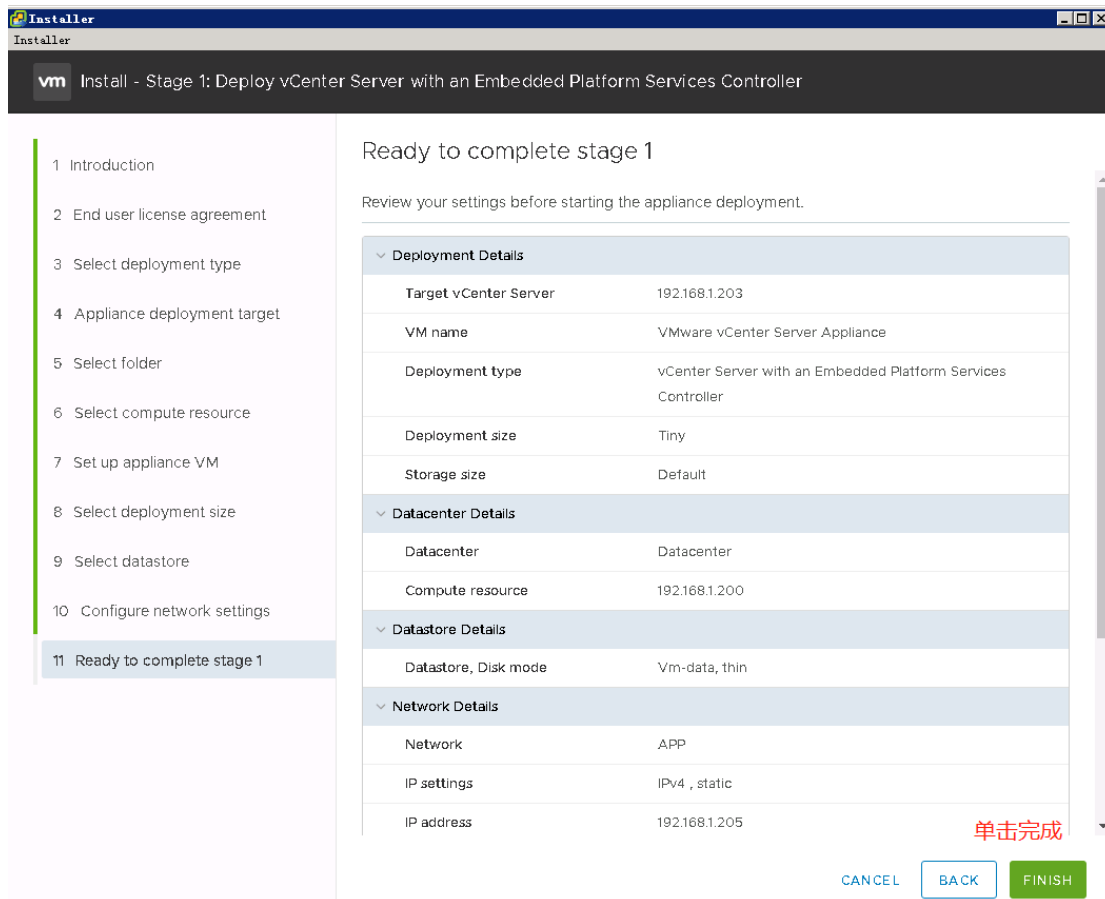 Installer
Installer
vm Install - Stage 1: Deploy vCenter Server with an Embedded Platform Services Controller
1 Introduction
2 End user license agreement
3 Select deployment type
4 Appliance deployment target
5 Select folder
6 Select compute resource
7 Set up appliance VM
8 Select deployment size
9 Select datastore
10 Configure network settings
11 Ready to complete stage 1
Ready to complete stage 1
Review your settings before starting the appliance deployment.
Deployment Details
Target vCenter Server 192.168.1.203
VM name VMware vCenter Server Appliance
Deployment type vCenter Server with an Embedded Platform Services
Controller
Deployment size Tiny
Storage size Default
Datacenter Details
Datacenter Datacenter
Compute resource 192.168.1.200
Datastore Details
Datastore, Disk mode Vm-data, thin
Network Details
Network APP
IP settings IPv4 , static
IP address 192.168.1.205
单击完成
CANCEL BACK FINISH